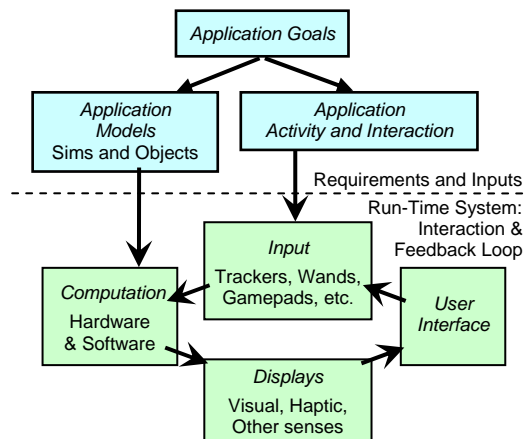 Application Goals
Application
Models
Sims and Objects
Application
Activity and Interaction
Requirements and Inputs
Run-Time System:
Interaction &
Feedback Loop
Input
Trackers, Wands,
Gamepads, etc.
Computation
Hardware
& Software
User
Interface
Displays
Visual, Haptic,
Other senses